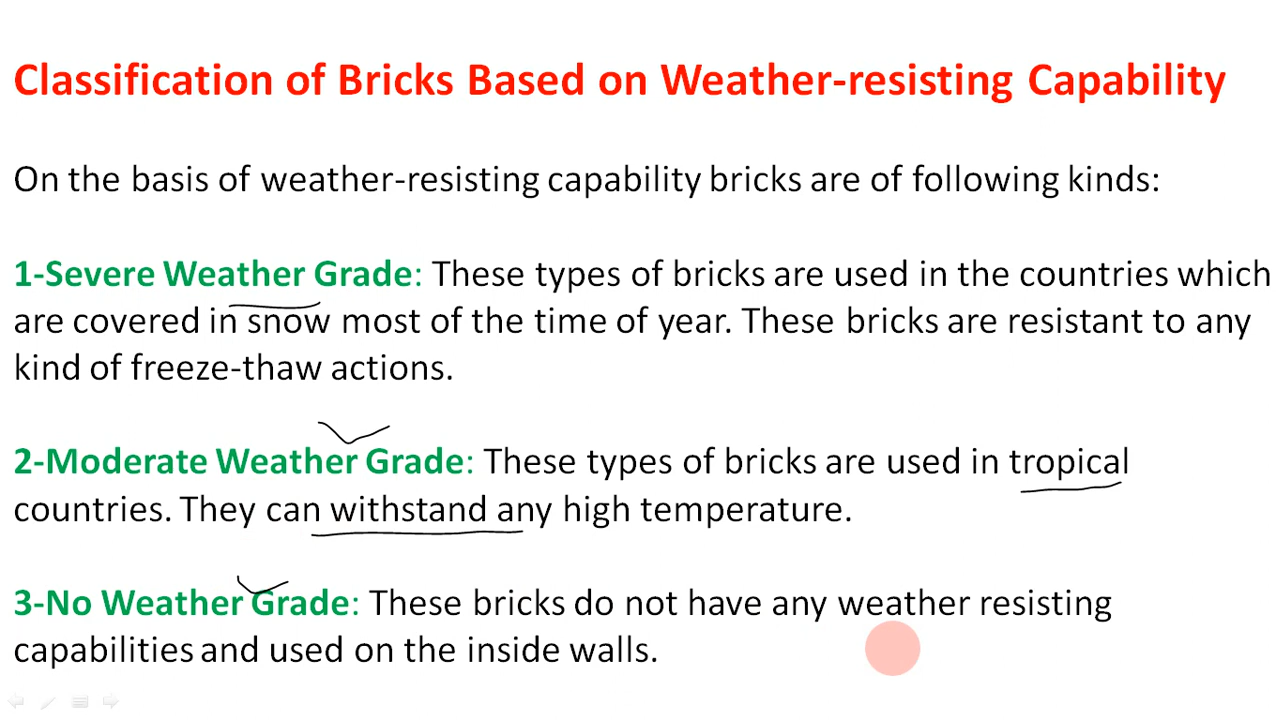 Classification of Bricks Based on Weather-resisting Capability
On the basis of weather-resisting capability bricks are of following kinds:
1-Severe Weather Grade: These types of bricks are used in the countries which
are covered in snow most of the time of year. These bricks are resistant to any
kind of freeze-thaw actions.
2-Moderate Weather Grade: These types of bricks are used in tropical
countries. They can withstand any high temperature.
3-No Weather Grade: These bricks do not have any weather resisting
capabilities and used on the inside walls.